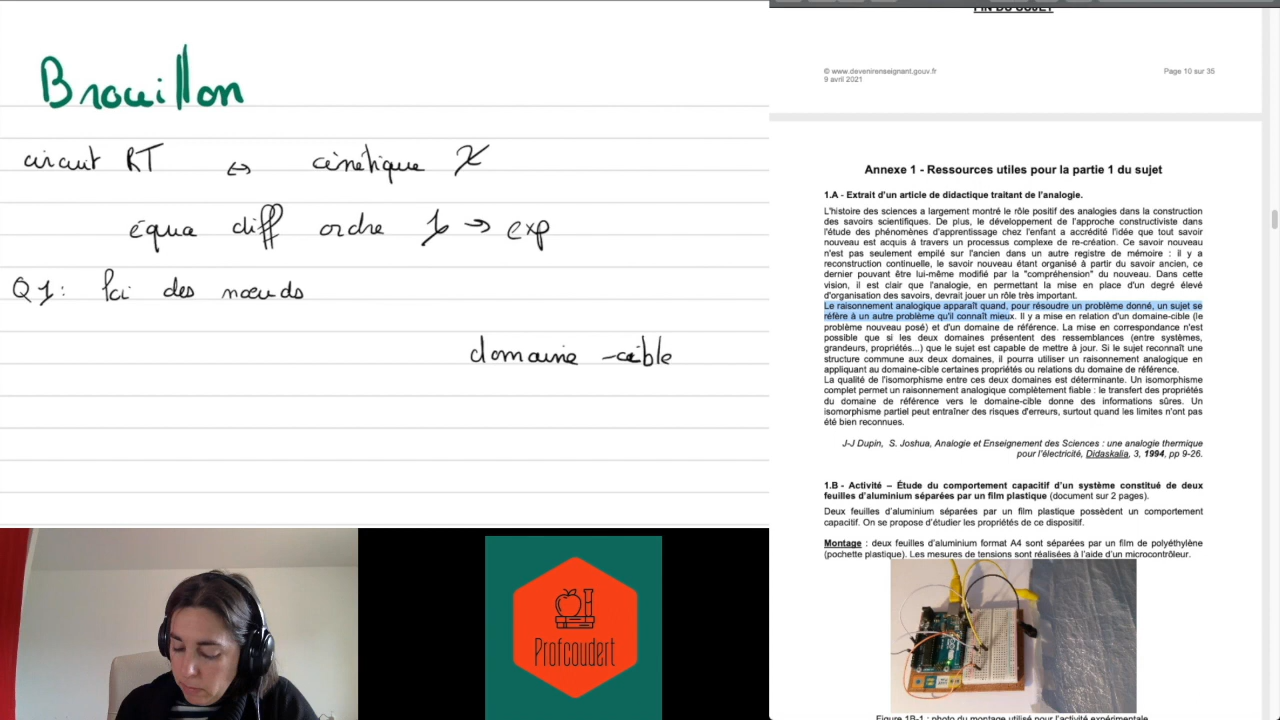 Brouillon
circuit RT ↔ cinétique X
équa diff ordre 1 → exp
Q1: Loi des nœuds
domaine -cible
Profcoudert
FIN DU SUJET
© www.devenirenseignant.gouv.fr
9 avril 2021
Page 10 sur 35
Annexe 1 - Ressources utiles pour la partie 1 du sujet
1.A - Extrait d'un article de didactique traitant de l'analogie.
L'histoire des sciences a largement montré le rôle positif des analogies dans la construction
des savoirs scientifiques. De plus, le développement de l'approche constructiviste dans
l'étude des phénomènes d'apprentissage chez l'enfant a accrédité l'idée que tout savoir
nouveau est acquis à travers un processus complexe de re-création. Ce savoir nouveau
n'est pas seulement empilé sur l'ancien dans un autre registre de mémoire : il y a
reconstruction continuelle, le savoir nouveau étant organisé à partir du savoir ancien, ce
dernier pouvant être lui-même modifié par la "compréhension" du nouveau. Dans cette
vision, il est clair que l'analogie, en permettant la mise en place d'un degré élevé
d'organisation des savoirs, devrait jouer un rôle très important.
Le raisonnement analogique apparaît quand, pour résoudre un problème donné, un sujet se
réfère à un autre problème qu'il connaît mieux. Il y a mise en relation d'un domaine-cible (le
problème nouveau posé) et d'un domaine de référence. La mise en correspondance n'est
possible que si les deux domaines présentent des ressemblances (entre systèmes,
grandeurs, propriétés...) que le sujet est capable de mettre à jour. Si le sujet reconnaît une
structure commune aux deux domaines, il pourra utiliser un raisonnement analogique en
appliquant au domaine-cible certaines propriétés ou relations du domaine de référence.
La qualité de l'isomorphisme entre ces deux domaines est déterminante. Un isomorphisme
complet permet un raisonnement analogique complètement fiable : le transfert des propriétés
du domaine de référence vers le domaine-cible donne des informations sûres. Un
isomorphisme partiel peut entraîner des risques d'erreurs, surtout quand les limites n'ont pas
été bien reconnues.
J-J Dupin, S. Joshua, Analogie et Enseignement des Sciences : une analogie thermique
pour l'électricité, Didaskalia, 3, 1994, pp 9-26.
1.B - Activité – Étude du comportement capacitif d'un système constitué de deux
feuilles d'aluminium séparées par un film plastique (document sur 2 pages).
Deux feuilles d'aluminium séparées par un film plastique possèdent un comportement
capacitif. On se propose d'étudier les propriétés de ce dispositif.
Montage : deux feuilles d'aluminium format A4 sont séparées par un film de polyéthylène
(pochette plastique). Les mesures de tensions sont réalisées à l'aide d'un microcontrôleur.
Figure 1B-1 : photo du montage utilisé pour l'activité expérimentale